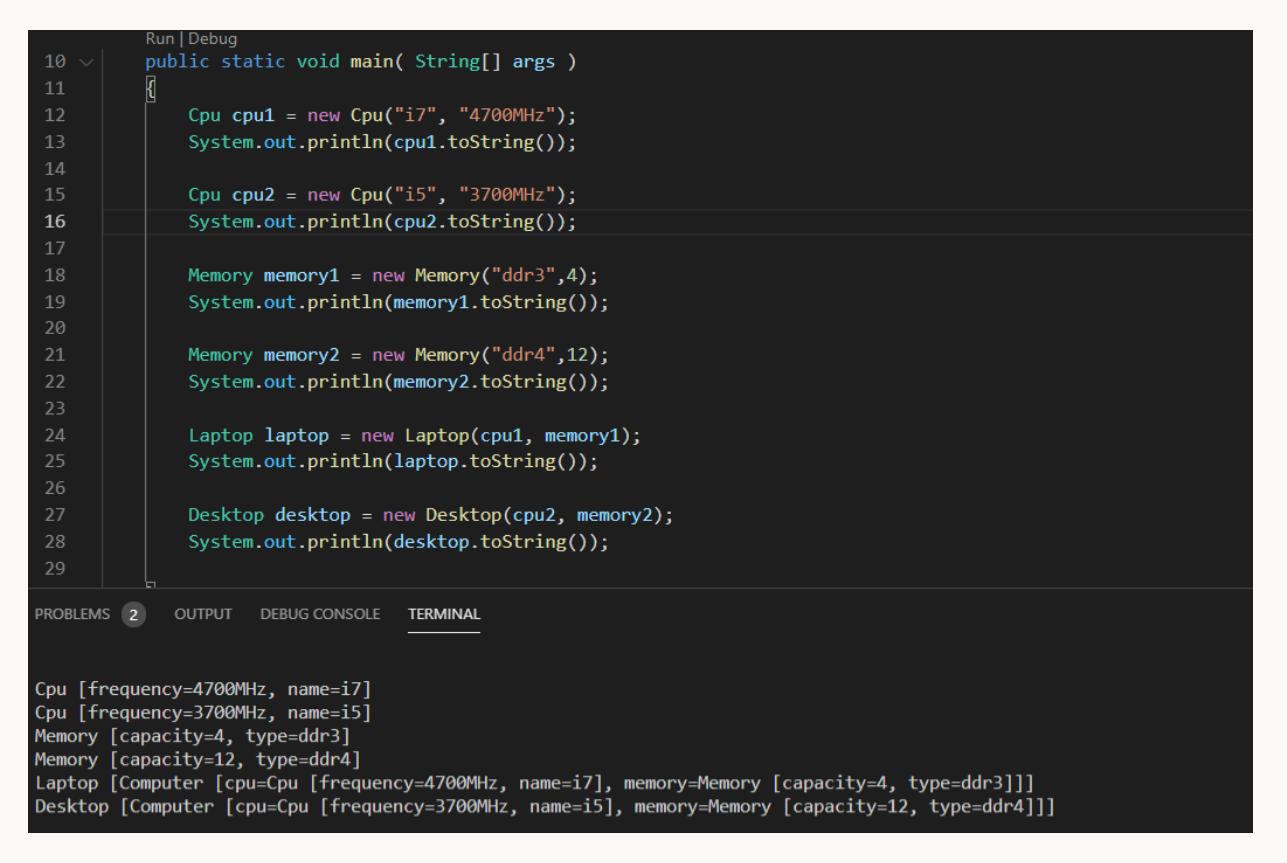 Run | Debug
10 public static void main( String[] args )
11 {
12 Cpu cpu1 = new Cpu("i7", "4700MHz");
13 System.out.println(cpu1.toString());
14
15 Cpu cpu2 = new Cpu("i5", "3700MHz");
16 System.out.println(cpu2.toString());
17
18 Memory memory1 = new Memory("ddr3",4);
19 System.out.println(memory1.toString());
20
21 Memory memory2 = new Memory("ddr4",12);
22 System.out.println(memory2.toString());
23
24 Laptop laptop = new Laptop(cpu1, memory1);
25 System.out.println(laptop.toString());
26
27 Desktop desktop = new Desktop(cpu2, memory2);
28 System.out.println(desktop.toString());
29
PROBLEMS 2 OUTPUT DEBUG CONSOLE TERMINAL
Cpu [frequency=4700MHz, name=i7]
Cpu [frequency=3700MHz, name=i5]
Memory [capacity=4, type=ddr3]
Memory [capacity=12, type=ddr4]
Laptop [Computer [cpu=Cpu [frequency=4700MHz, name=i7], memory=Memory [capacity=4, type=ddr3]]]
Desktop [Computer [cpu=Cpu [frequency=3700MHz, name=i5], memory=Memory [capacity=12, type=ddr4]]]